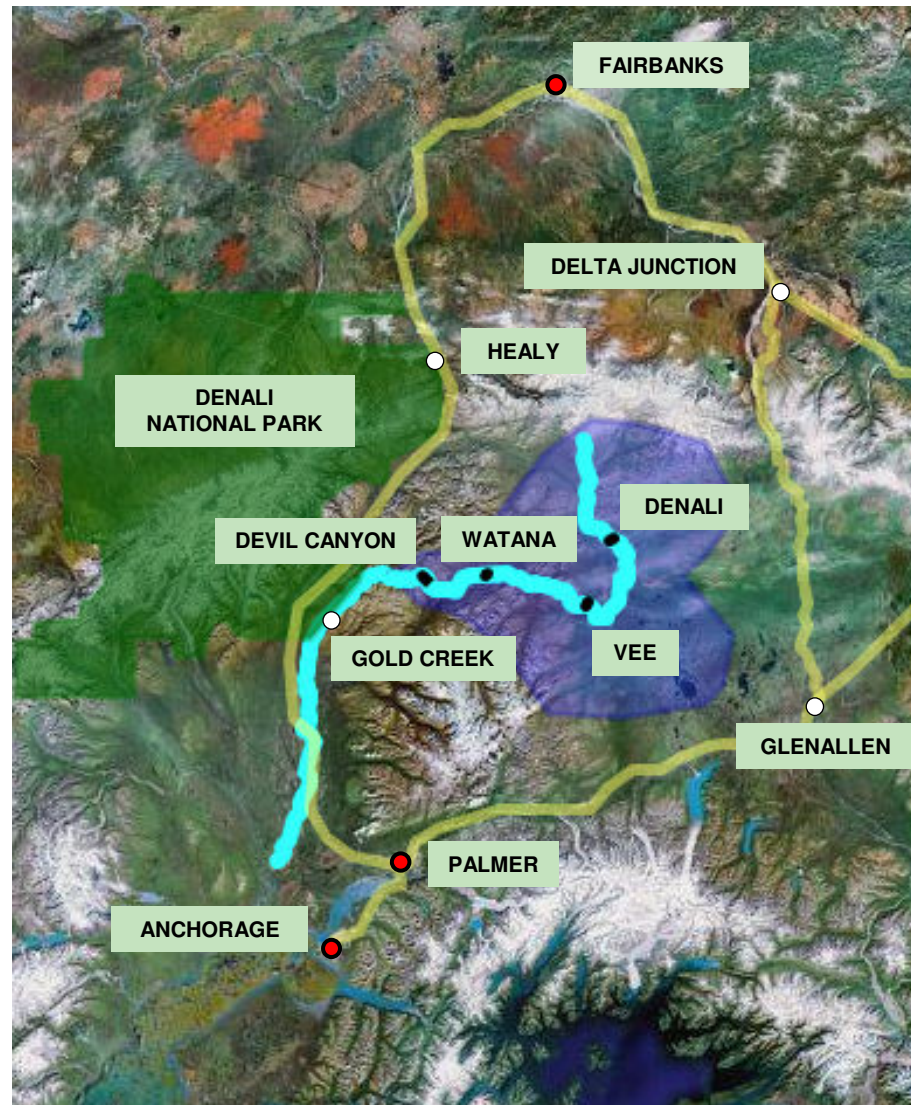 FAIRBANKS
DELTA JUNCTION
HEALY
DENALI
NATIONAL PARK
DENALI
DEVIL CANYON
WATANA
GOLD CREEK
VEE
GLENALLEN
PALMER
ANCHORAGE